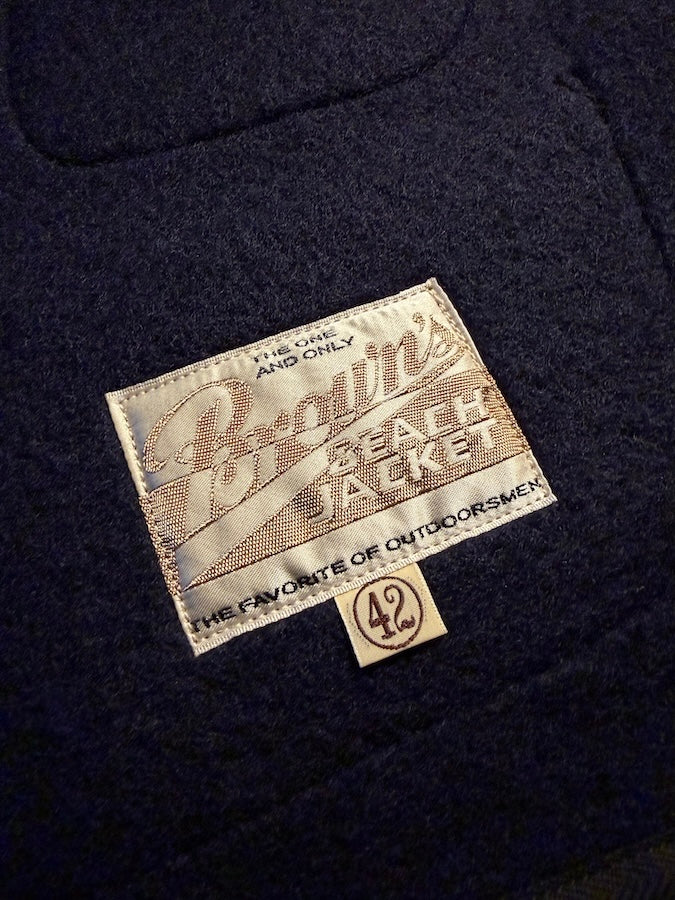 THE ONE
AND ONLY
Brown's
BEACH
JACKET
THE FAVORITE OF OUTDOORSMEN
42